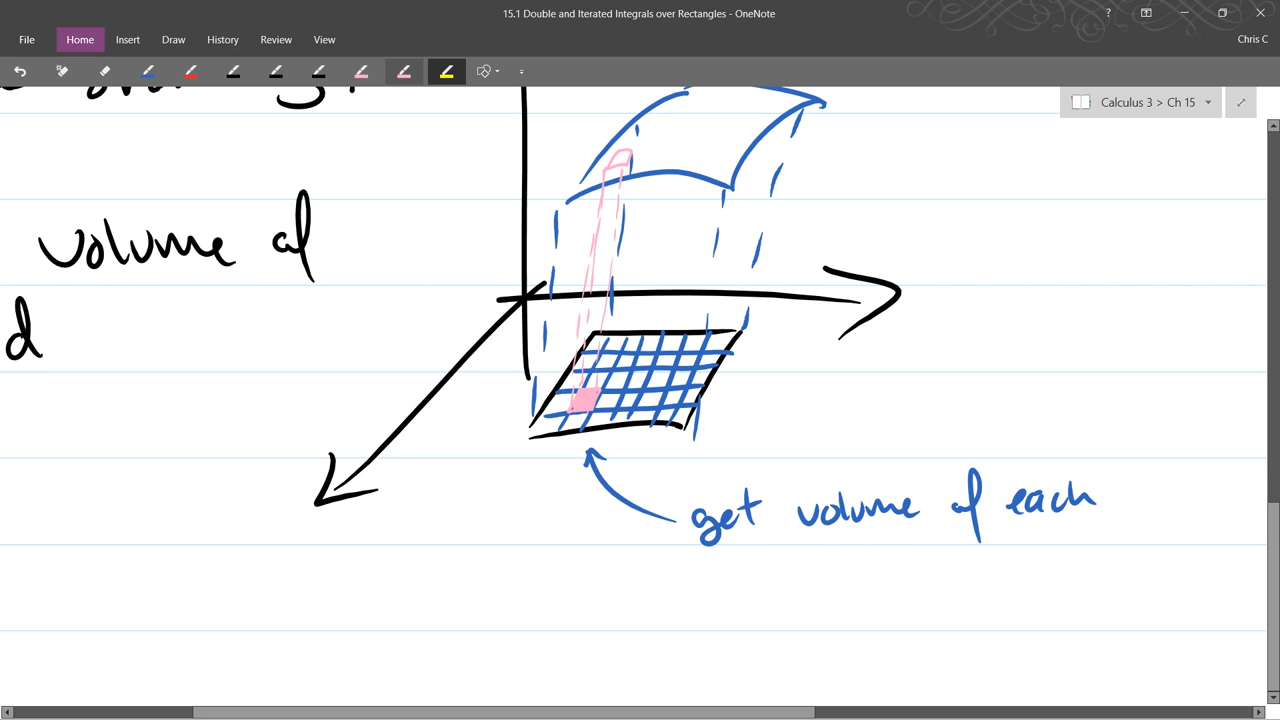 15.1 Double and Iterated Integrals over Rectangles - OneNote
?
File Home Insert Draw History Review View
Chris C
Calculus 3 > Ch 15
volume of
d
get volume of each